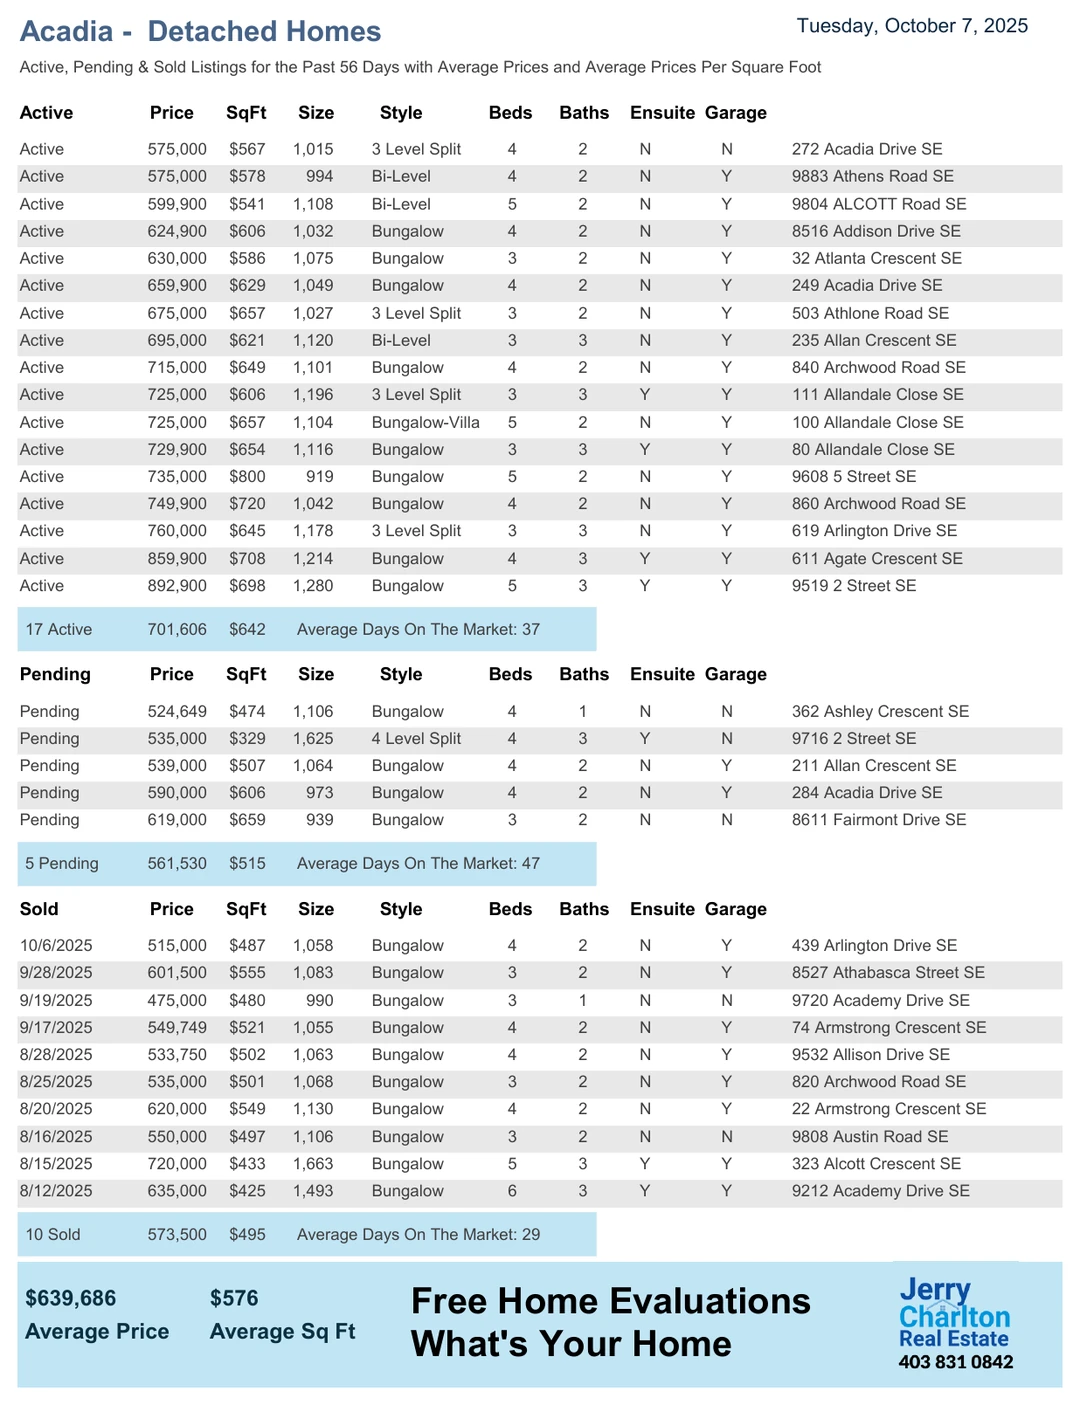 Acadia - Detached Homes
Tuesday, October 7, 2025
Active, Pending & Sold Listings for the Past 56 Days with Average Prices and Average Prices Per Square Foot
Active Price SqFt Size Style Beds Baths Ensuite Garage
Active 575,000 $567 1,015 3 Level Split 4 2 N N 272 Acadia Drive SE
Active 575,000 $578 994 Bi-Level 4 2 N Y 9883 Athens Road SE
Active 599,900 $541 1,108 Bi-Level 5 2 N Y 9804 ALCOTT Road SE
Active 624,900 $606 1,032 Bungalow 4 2 N Y 8516 Addison Drive SE
Active 630,000 $586 1,075 Bungalow 3 2 N Y 32 Atlanta Crescent SE
Active 659,900 $629 1,049 Bungalow 4 2 N Y 249 Acadia Drive SE
Active 675,000 $657 1,027 3 Level Split 3 2 N Y 503 Athlone Road SE
Active 695,000 $621 1,120 Bi-Level 3 3 N Y 235 Allan Crescent SE
Active 715,000 $649 1,101 Bungalow 4 2 N Y 840 Archwood Road SE
Active 725,000 $606 1,196 3 Level Split 3 3 Y Y 111 Allandale Close SE
Active 725,000 $657 1,104 Bungalow-Villa 5 2 N Y 100 Allandale Close SE
Active 729,900 $654 1,116 Bungalow 3 3 Y Y 80 Allandale Close SE
Active 735,000 $800 919 Bungalow 5 2 N Y 9608 5 Street SE
Active 749,900 $720 1,042 Bungalow 4 2 N Y 860 Archwood Road SE
Active 760,000 $645 1,178 3 Level Split 3 3 N Y 619 Arlington Drive SE
Active 859,900 $708 1,214 Bungalow 4 3 Y Y 611 Agate Crescent SE
Active 892,900 $698 1,280 Bungalow 5 3 Y Y 9519 2 Street SE
17 Active 701,606 $642 Average Days On The Market: 37
Pending Price SqFt Size Style Beds Baths Ensuite Garage
Pending 524,649 $474 1,106 Bungalow 4 1 N N 362 Ashley Crescent SE
Pending 535,000 $329 1,625 4 Level Split 4 3 Y N 9716 2 Street SE
Pending 539,000 $507 1,064 Bungalow 4 2 N Y 211 Allan Crescent SE
Pending 590,000 $606 973 Bungalow 4 2 N Y 284 Acadia Drive SE
Pending 619,000 $659 939 Bungalow 3 2 N N 8611 Fairmont Drive SE
5 Pending 561,530 $515 Average Days On The Market: 47
Sold Price SqFt Size Style Beds Baths Ensuite Garage
10/6/2025 515,000 $487 1,058 Bungalow 4 2 N Y 439 Arlington Drive SE
9/28/2025 601,500 $555 1,083 Bungalow 3 2 N Y 8527 Athabasca Street SE
9/19/2025 475,000 $480 990 Bungalow 3 1 N N 9720 Academy Drive SE
9/17/2025 549,749 $521 1,055 Bungalow 4 2 N Y 74 Armstrong Crescent SE
8/28/2025 533,750 $502 1,063 Bungalow 4 2 N Y 9532 Allison Drive SE
8/25/2025 535,000 $501 1,068 Bungalow 3 2 N Y 820 Archwood Road SE
8/20/2025 620,000 $549 1,130 Bungalow 4 2 N Y 22 Armstrong Crescent SE
8/16/2025 550,000 $497 1,106 Bungalow 3 2 N N 9808 Austin Road SE
8/15/2025 720,000 $433 1,663 Bungalow 5 3 Y Y 323 Alcott Crescent SE
8/12/2025 635,000 $425 1,493 Bungalow 6 3 Y Y 9212 Academy Drive SE
10 Sold 573,500 $495 Average Days On The Market: 29
$639,686 $576
Average Price Average Sq Ft
Free Home Evaluations
What's Your Home
Jerry
Charlton
Real Estate
403 831 0842